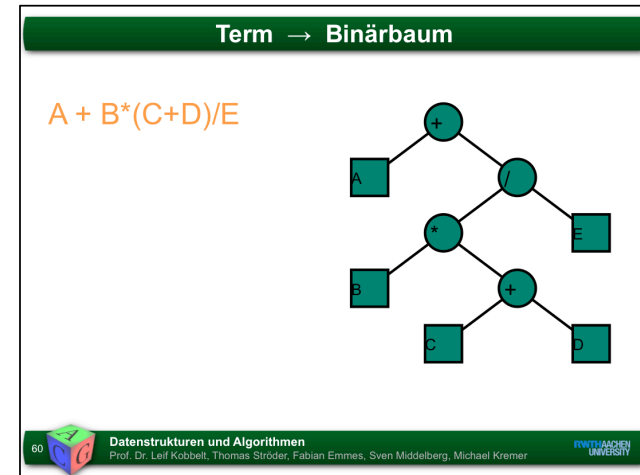 Term → Binärbaum
A + B*(C+D)/E
+
A
/
*
E
B
+
C
D
60
A
C
G
Datenstrukturen und Algorithmen
Prof. Dr. Leif Kobbelt, Thomas Ströder, Fabian Emmes, Sven Middelberg, Michael Kremer
RWTHAACHEN
UNIVERSITY